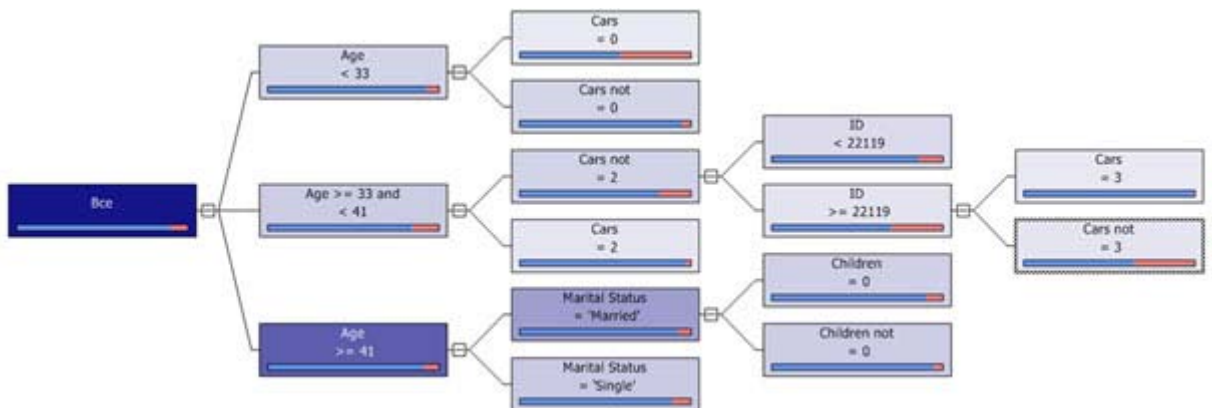 Все
Age
< 33
Age >= 33 and
< 41
Age
>= 41
Cars
= 0
Cars not
= 0
Cars not
= 2
Cars
= 2
Marital Status
= 'Married'
Marital Status
= 'Single'
ID
< 22119
ID
>= 22119
Children
= 0
Children not
= 0
Cars
= 3
Cars not
= 3